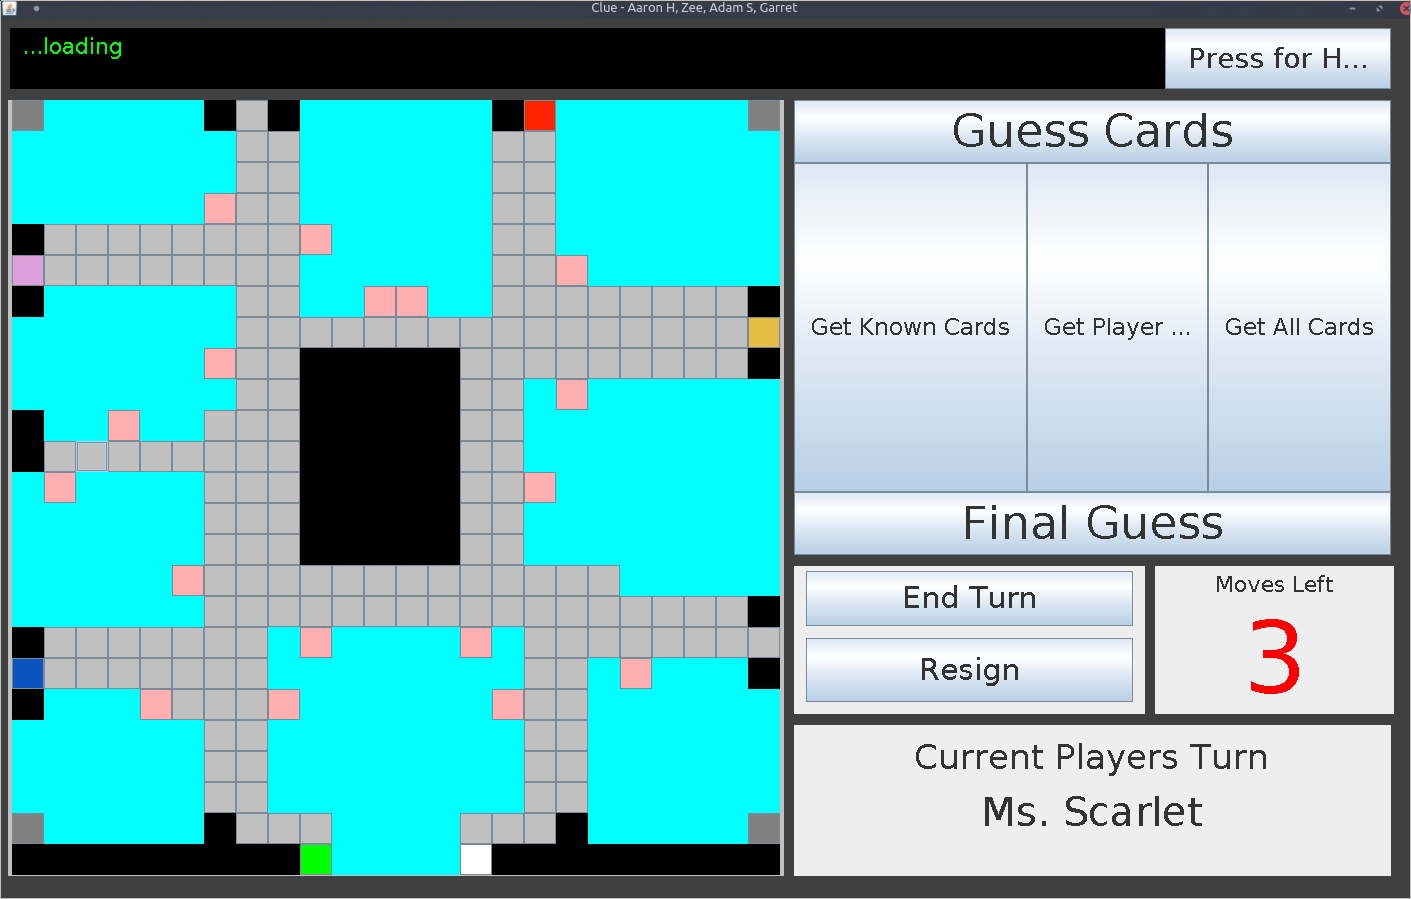 Clue - Aaron H, Zee, Adam S, Garret
...loading
Press for H...
Guess Cards
Get Known Cards
Get Player ...
Get All Cards
Final Guess
End Turn
Resign
Moves Left
3
Current Players Turn
Ms. Scarlet